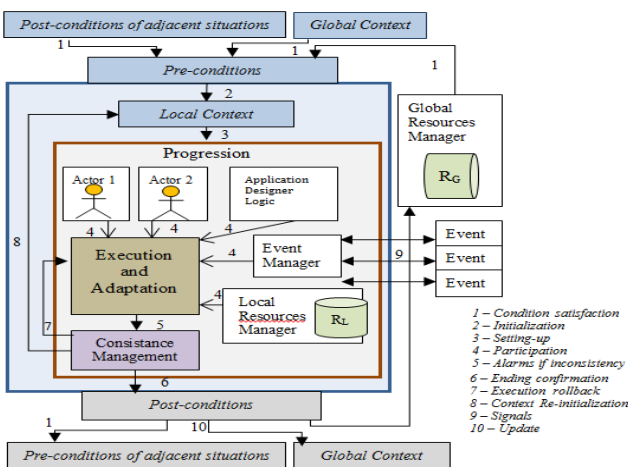 Post-conditions of adjacent situations
Global Context
1
1
1
Pre-conditions
2
Local Context
3
Global
Resources
Manager
R_G
Progression
Actor 1
Actor 2
Application
Designer
Logic
4
4
4
8
Execution
and
Adaptation
4
Event
Manager
9
Event
Event
Event
4
Local
Resources
Manager
R_L
7
5
Consistance
Management
6
Post-conditions
1
10
Pre-conditions of adjacent situations
Global Context
1 – Condition satisfaction
2 – Initialization
3 – Setting-up
4 – Participation
5 – Alarms if inconsistency
6 – Ending confirmation
7 – Execution rollback
8 – Context Re-initialization
9 – Signals
10 – Update